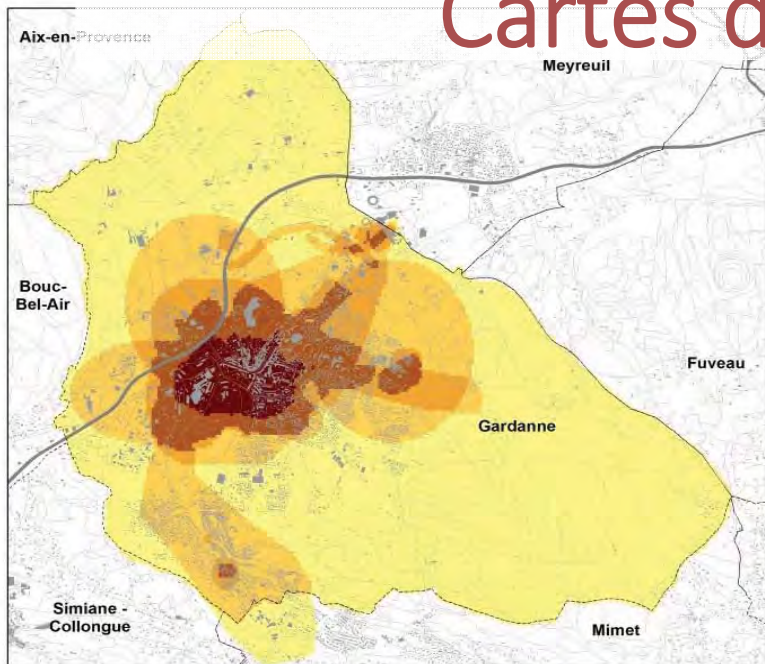 Cartes d
Aix-en-Provence
Meyreuil
Bouc-
Bel-Air
Fuveau
Gardanne
Simiane -
Collongue
Mimet